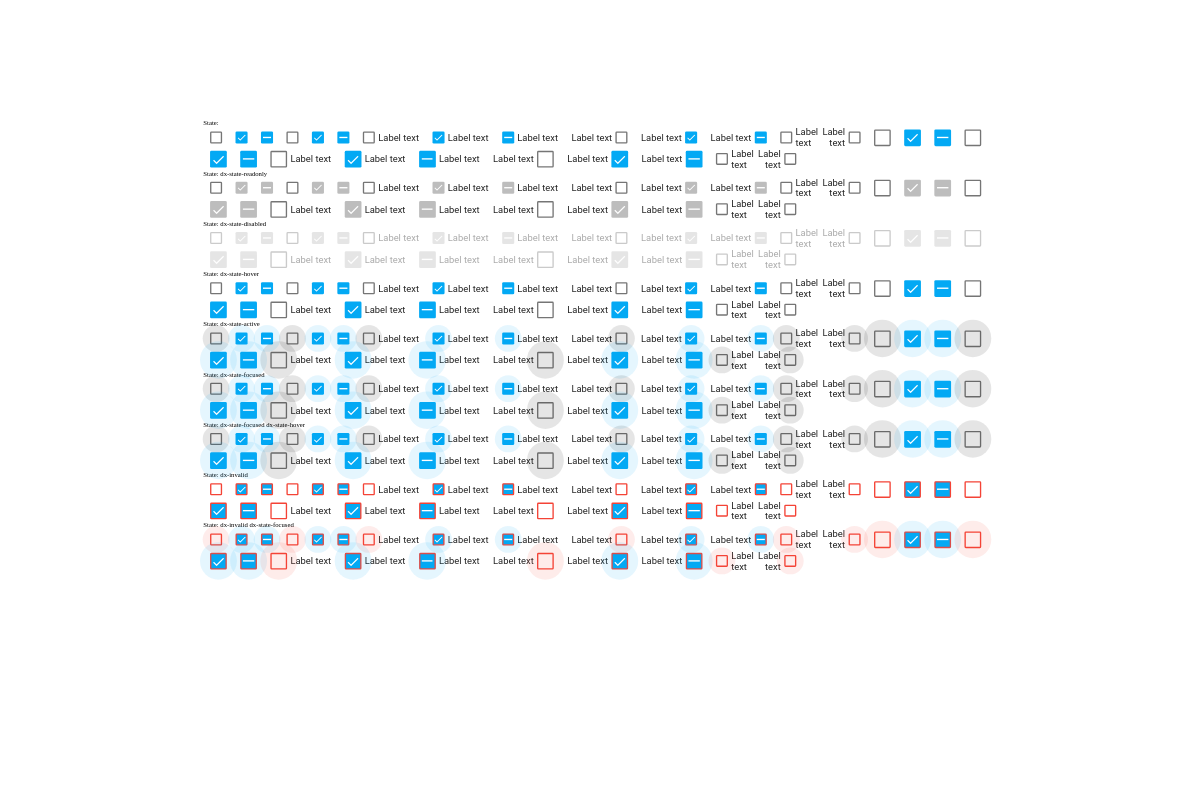 State:
Label text Label text Label text Label text Label text Label text Label Label
text text
Label text Label text Label text Label text Label text Label text Label Label
text text
State: dx-state-readonly
Label text Label text Label text Label text Label text Label text Label Label
text text
Label text Label text Label text Label text Label text Label text Label Label
text text
State: dx-state-disabled
Label text Label text Label text Label text Label text Label text Label Label
text text
Label text Label text Label text Label text Label text Label text Label Label
text text
State: dx-state-hover
Label text Label text Label text Label text Label text Label text Label Label
text text
Label text Label text Label text Label text Label text Label text Label Label
text text
State: dx-state-active
Label text Label text Label text Label text Label text Label text Label Label
text text
Label text Label text Label text Label text Label text Label text Label Label
text text
State: dx-state-focused
Label text Label text Label text Label text Label text Label text Label Label
text text
Label text Label text Label text Label text Label text Label text Label Label
text text
State: dx-state-focused dx-state-hover
Label text Label text Label text Label text Label text Label text Label Label
text text
Label text Label text Label text Label text Label text Label text Label Label
text text
State: dx-invalid
Label text Label text Label text Label text Label text Label text Label Label
text text
Label text Label text Label text Label text Label text Label text Label Label
text text
State: dx-invalid dx-state-focused
Label text Label text Label text Label text Label text Label text Label Label
text text
Label text Label text Label text Label text Label text Label text Label Label
text text